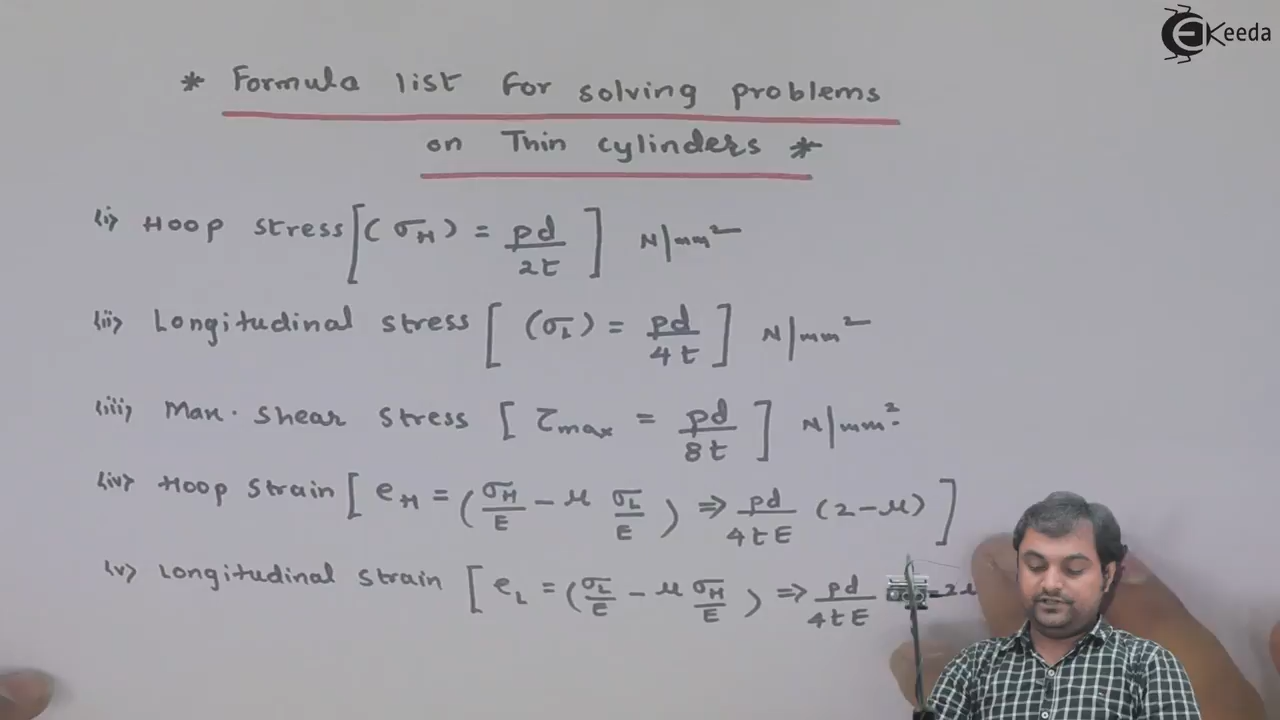 EKeeda
* Formula list for solving problems
on Thin cylinders *
(i) Hoop stress [(σH) = pd/2t] N/mm²
(ii) Longitudinal stress [(σL) = pd/4t] N/mm²
(iii) Max. shear stress [τmax = pd/8t] N/mm²
(iv) Hoop strain [eH = (σH/E - μ σL/E) ⇒ pd/4tE (2-μ)]
(v) Longitudinal strain [eL = (σL/E - μ σH/E) ⇒ pd/4tE -2μ